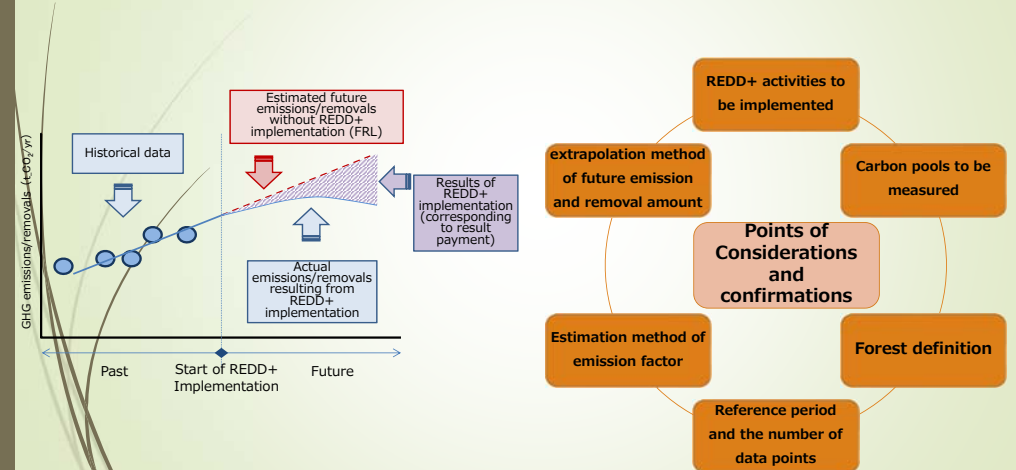 GHG emissions/removals (t_CO₂/yr)
Historical data
Estimated future
emissions/removals
without REDD+
implementation (FRL)
Results of
REDD+
implementation
(corresponding
to result
payment)
Actual
emissions/removals
resulting from
REDD+
implementation
Past
Start of REDD+
Implementation
Future
REDD+ activities to
be implemented
Carbon pools to be
measured
Forest definition
Reference period
and the number of
data points
Estimation method of
emission factor
extrapolation method
of future emission
and removal amount
Points of
Considerations
and
confirmations